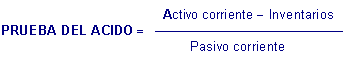 Activo corriente – Inventarios
PRUEBA DEL ACIDO =
Pasivo corriente